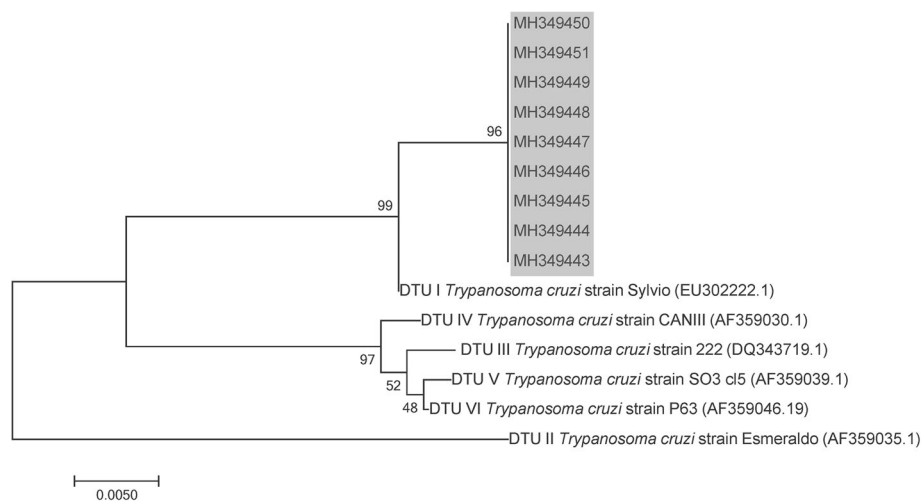 MH349450
MH349451
MH349449
MH349448
96
MH349447
MH349446
MH349445
99
MH349444
MH349443
DTU I Trypanosoma cruzi strain Sylvio (EU302222.1)
DTU IV Trypanosoma cruzi strain CANIII (AF359030.1)
97
DTU III Trypanosoma cruzi strain 222 (DQ343719.1)
52
DTU V Trypanosoma cruzi strain SO3 cl5 (AF359039.1)
48
DTU VI Trypanosoma cruzi strain P63 (AF359046.19)
DTU II Trypanosoma cruzi strain Esmeraldo (AF359035.1)
0.0050